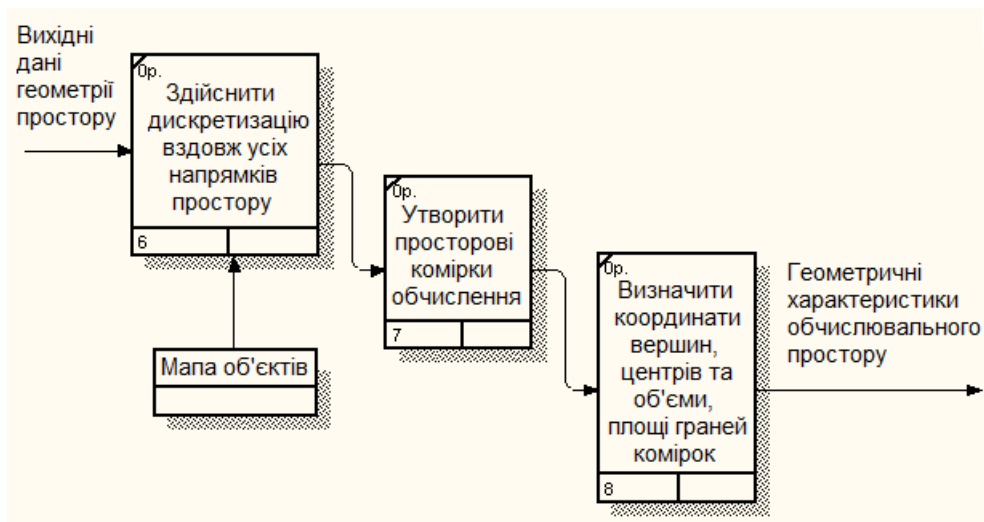 Вихідні
дані
геометрії
простору
0р.
Здійснити
дискретизацію
вздовж усіх
напрямків
простору
6
Мапа об'єктів
0р.
Утворити
просторові
комірки
обчислення
7
0р.
Визначити
координати
вершин,
центрів та
об'єми,
площі граней
комірок
8
Геометричні
характеристики
обчислювального
простору